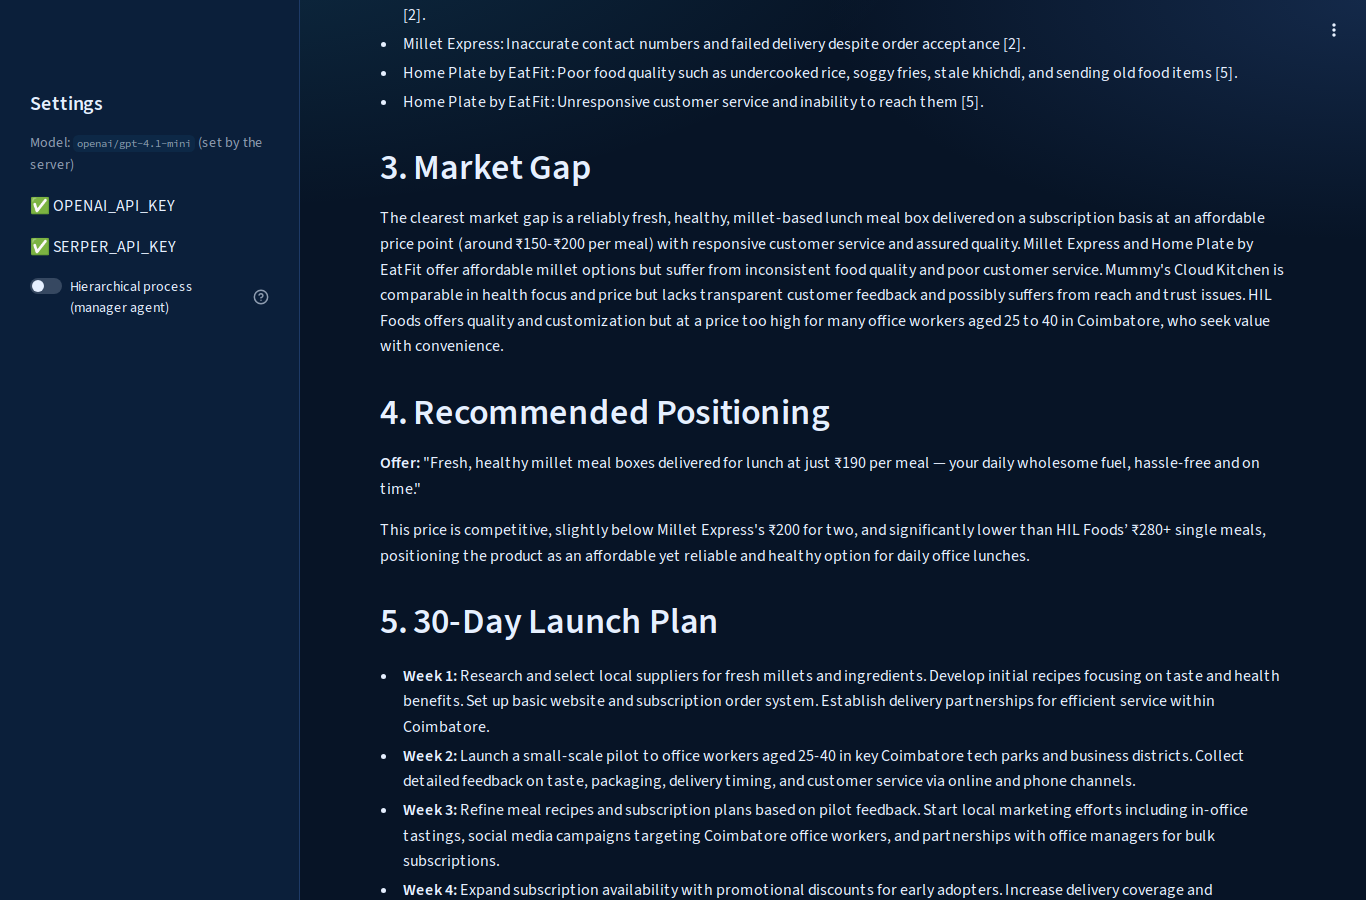 Settings
Model: openai/gpt-4.1-mini (set by the
server)
✅ OPENAI_API_KEY
✅ SERPER_API_KEY
Hierarchical process
(manager agent)
[2].
• Millet Express: Inaccurate contact numbers and failed delivery despite order acceptance [2].
• Home Plate by EatFit: Poor food quality such as undercooked rice, soggy fries, stale khichdi, and sending old food items [5].
• Home Plate by EatFit: Unresponsive customer service and inability to reach them [5].
3. Market Gap
The clearest market gap is a reliably fresh, healthy, millet-based lunch meal box delivered on a subscription basis at an affordable
price point (around ₹150-₹200 per meal) with responsive customer service and assured quality. Millet Express and Home Plate by
EatFit offer affordable millet options but suffer from inconsistent food quality and poor customer service. Mummy's Cloud Kitchen is
comparable in health focus and price but lacks transparent customer feedback and possibly suffers from reach and trust issues. HIL
Foods offers quality and customization but at a price too high for many office workers aged 25 to 40 in Coimbatore, who seek value
with convenience.
4. Recommended Positioning
Offer: "Fresh, healthy millet meal boxes delivered for lunch at just ₹190 per meal — your daily wholesome fuel, hassle-free and on
time."
This price is competitive, slightly below Millet Express's ₹200 for two, and significantly lower than HIL Foods’ ₹280+ single meals,
positioning the product as an affordable yet reliable and healthy option for daily office lunches.
5. 30-Day Launch Plan
• Week 1: Research and select local suppliers for fresh millets and ingredients. Develop initial recipes focusing on taste and health
benefits. Set up basic website and subscription order system. Establish delivery partnerships for efficient service within
Coimbatore.
• Week 2: Launch a small-scale pilot to office workers aged 25-40 in key Coimbatore tech parks and business districts. Collect
detailed feedback on taste, packaging, delivery timing, and customer service via online and phone channels.
• Week 3: Refine meal recipes and subscription plans based on pilot feedback. Start local marketing efforts including in-office
tastings, social media campaigns targeting Coimbatore office workers, and partnerships with office managers for bulk
subscriptions.
• Week 4: Expand subscription availability with promotional discounts for early adopters. Increase delivery coverage and